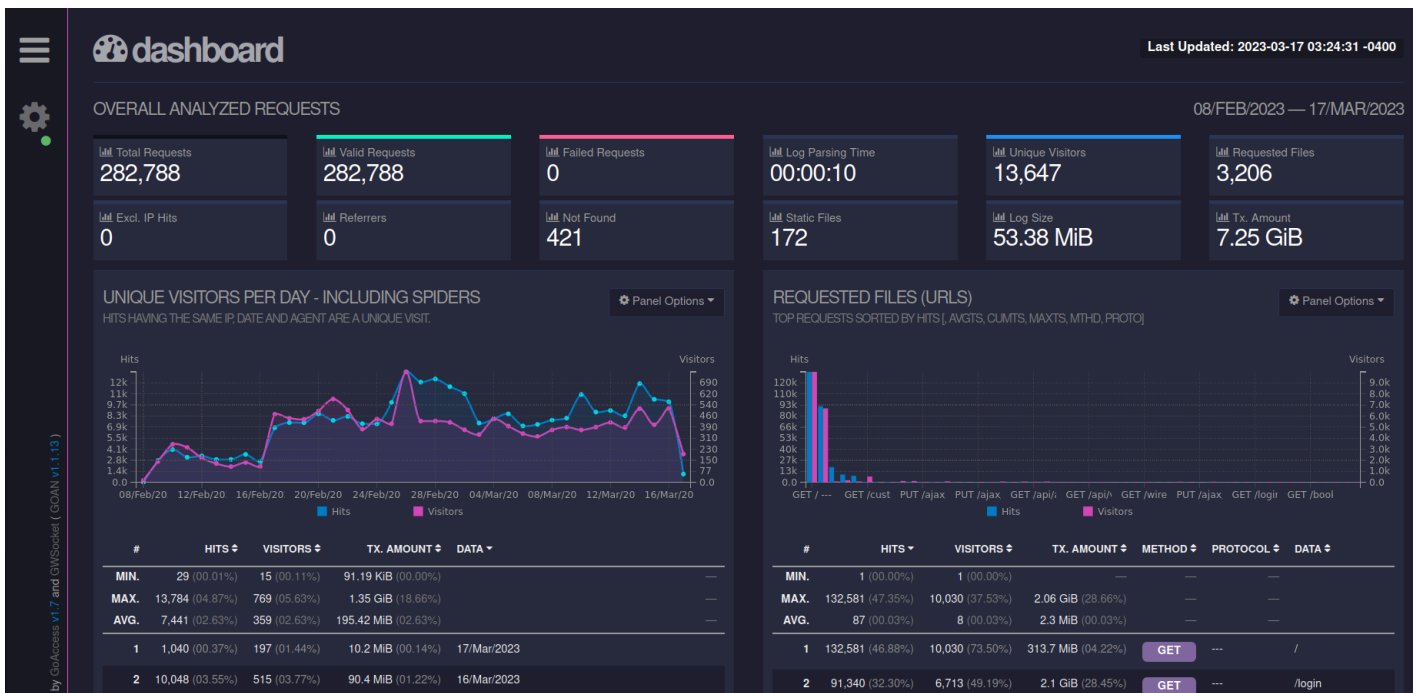 dashboard
Last Updated: 2023-03-17 03:24:31 -0400
OVERALL ANALYZED REQUESTS
08/FEB/2023 — 17/MAR/2023
Total Requests
282,788
Valid Requests
282,788
Failed Requests
0
Log Parsing Time
00:00:10
Unique Visitors
13,647
Requested Files
3,206
Excl. IP Hits
0
Referrers
0
Not Found
421
Static Files
172
Log Size
53.38 MiB
Tx. Amount
7.25 GiB
UNIQUE VISITORS PER DAY - INCLUDING SPIDERS
Panel Options
HITS HAVING THE SAME IP, DATE AND AGENT ARE A UNIQUE VISIT.
Hits Visitors
12k 690
11k 620
9.7k 540
8.3k 460
6.9k 390
5.5k 310
4.1k 230
2.8k 150
1.4k 77
0.0 0.0
08/Feb/20 12/Feb/20 16/Feb/20 20/Feb/20 24/Feb/20 28/Feb/20 04/Mar/20 08/Mar/20 12/Mar/20 16/Mar/20
Hits Visitors
# HITS VISITORS TX. AMOUNT DATA
MIN. 29 (00.01%) 15 (00.11%) 91.19 KiB (00.00%) —
MAX. 13,784 (04.87%) 769 (05.63%) 1.35 GiB (18.66%) —
AVG. 7,441 (02.63%) 359 (02.63%) 195.42 MiB (02.63%) —
1 1,040 (00.37%) 197 (01.44%) 10.2 MiB (00.14%) 17/Mar/2023
2 10,048 (03.55%) 515 (03.77%) 90.4 MiB (01.22%) 16/Mar/2023
REQUESTED FILES (URLS)
Panel Options
TOP REQUESTS SORTED BY HITS [, AVGTS, CUMTS, MAXTS, MTHD, PROTO]
Hits Visitors
120k 9.0k
110k 8.0k
93k 7.0k
80k 6.0k
66k 5.0k
53k 4.0k
40k 3.0k
27k 2.0k
13k 1.0k
0.0 0.0
GET / --- GET /cust PUT /ajax PUT /ajax GET /api/ GET /api/ GET /wire PUT /ajax GET /login GET /bool
Hits Visitors
# HITS VISITORS TX. AMOUNT METHOD PROTOCOL DATA
MIN. 1 (00.00%) 1 (00.00%) — — —
MAX. 132,581 (47.35%) 10,030 (37.53%) 2.06 GiB (28.66%) — —
AVG. 87 (00.03%) 8 (00.03%) 2.3 MiB (00.03%) — —
1 132,581 (46.88%) 10,030 (73.50%) 313.7 MiB (04.22%) GET --- /
2 91,340 (32.30%) 6,713 (49.19%) 2.1 GiB (28.45%) GET --- /login
by GoAccess v1.7 and GWSocket ( GOAN v1.1.13 )